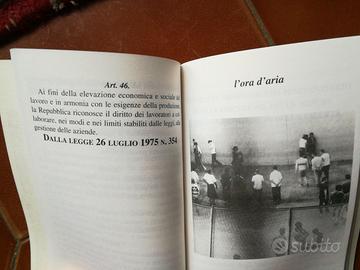 Art. 46.
Ai fini della elevazione economica e sociale del
lavoro e in armonia con le esigenze della produzione,
la Repubblica riconosce il diritto dei lavoratori a col-
laborare, nei modi e nei limiti stabiliti dalle leggi, alla
gestione delle aziende.
DALLA LEGGE 26 LUGLIO 1975 N. 354
l'ora d'aria
subito